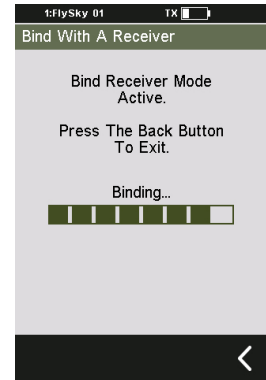 1:FlySky 01 TX
Bind With A Receiver
Bind Receiver Mode
Active.
Press The Back Button
To Exit.
Binding...